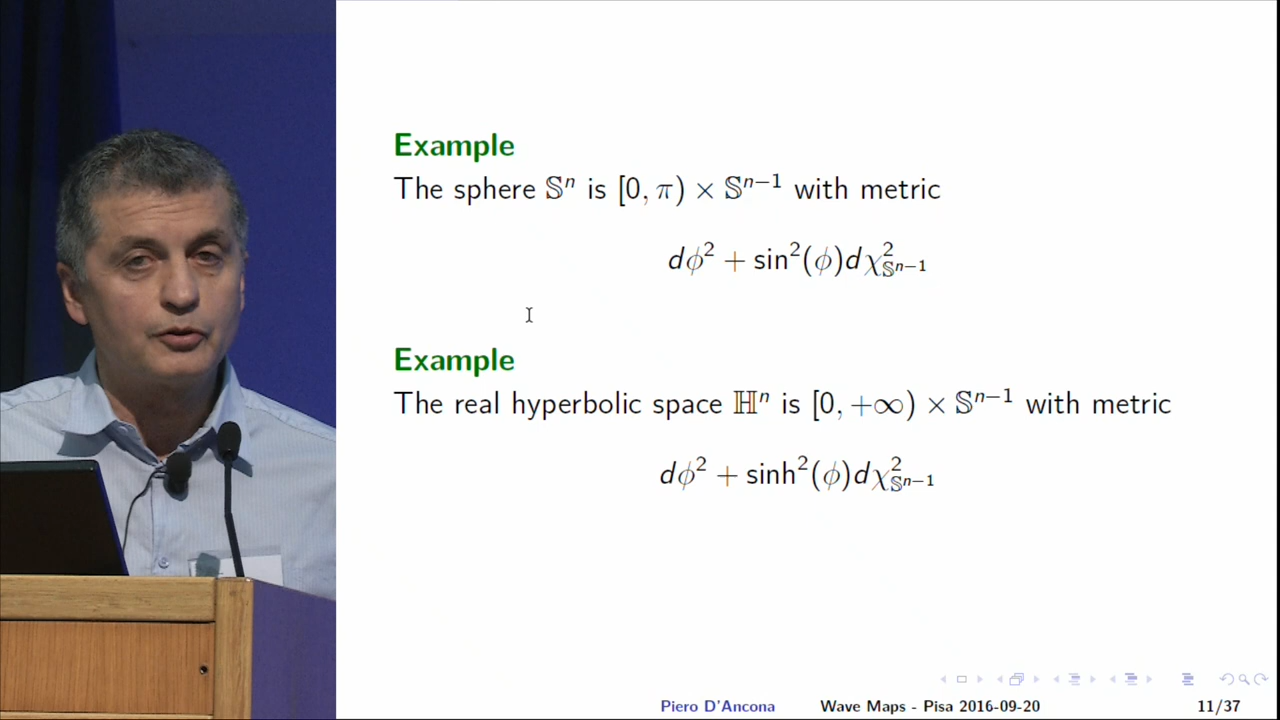 Example
The sphere 𝕊ⁿ is [0, π) × 𝕊ⁿ⁻¹ with metric
dϕ² + sin²(ϕ)dχ²_{𝕊ⁿ⁻¹}
Example
The real hyperbolic space ℍⁿ is [0, +∞) × 𝕊ⁿ⁻¹ with metric
dϕ² + sinh²(ϕ)dχ²_{𝕊ⁿ⁻¹}
Piero D'Ancona Wave Maps - Pisa 2016-09-20 11/37